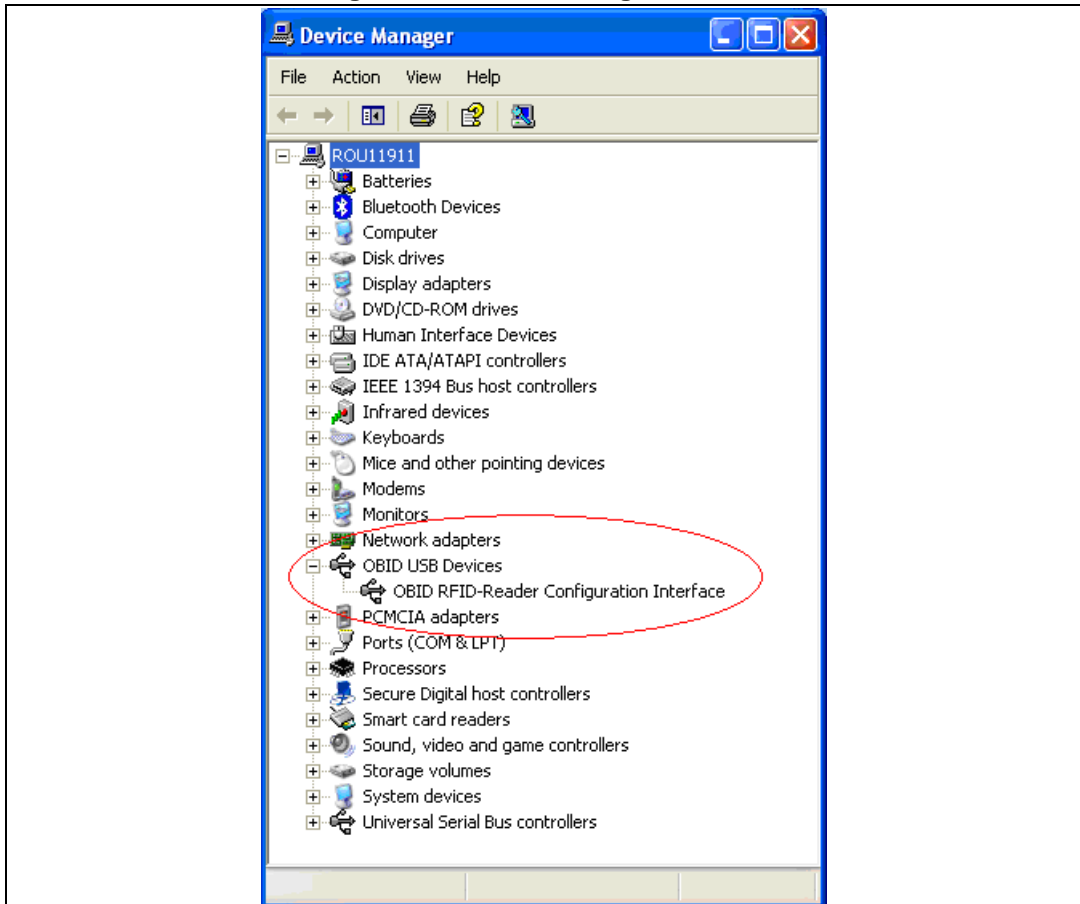 Device Manager
File Action View Help
ROU11911
Batteries
Bluetooth Devices
Computer
Disk drives
Display adapters
DVD/CD-ROM drives
Human Interface Devices
IDE ATA/ATAPI controllers
IEEE 1394 Bus host controllers
Infrared devices
Keyboards
Mice and other pointing devices
Modems
Monitors
Network adapters
OBID USB Devices
OBID RFID-Reader Configuration Interface
PCMCIA adapters
Ports (COM & LPT)
Processors
Secure Digital host controllers
Smart card readers
Sound, video and game controllers
Storage volumes
System devices
Universal Serial Bus controllers